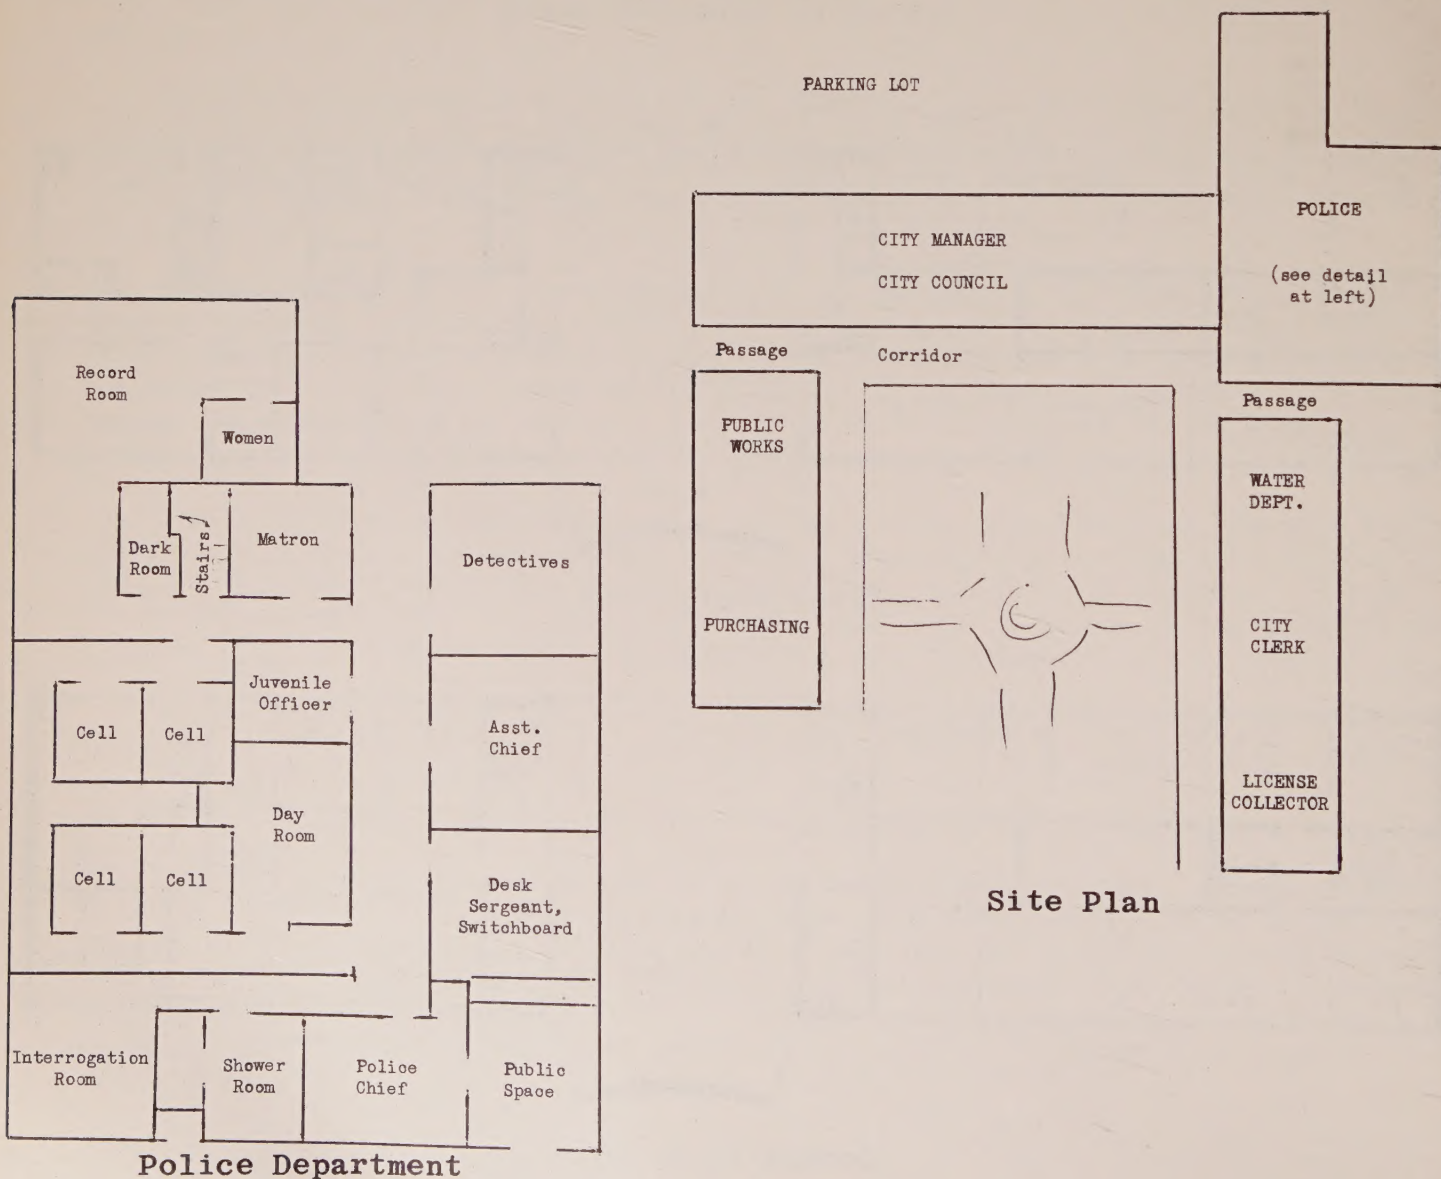 PARKING LOT
CITY MANAGER
CITY COUNCIL
POLICE
(see detail
at left)
Passage
Corridor
Passage
PUBLIC
WORKS
PURCHASING
WATER
DEPT.
CITY
CLERK
LICENSE
COLLECTOR
Site Plan
Record
Room
Women
Dark
Room
Stairs
Matron
Detectives
Juvenile
Officer
Cell
Cell
Asst.
Chief
Day
Room
Cell
Cell
Desk
Sergeant,
Switchboard
Interrogation
Room
Shower
Room
Police
Chief
Public
Space
Police Department